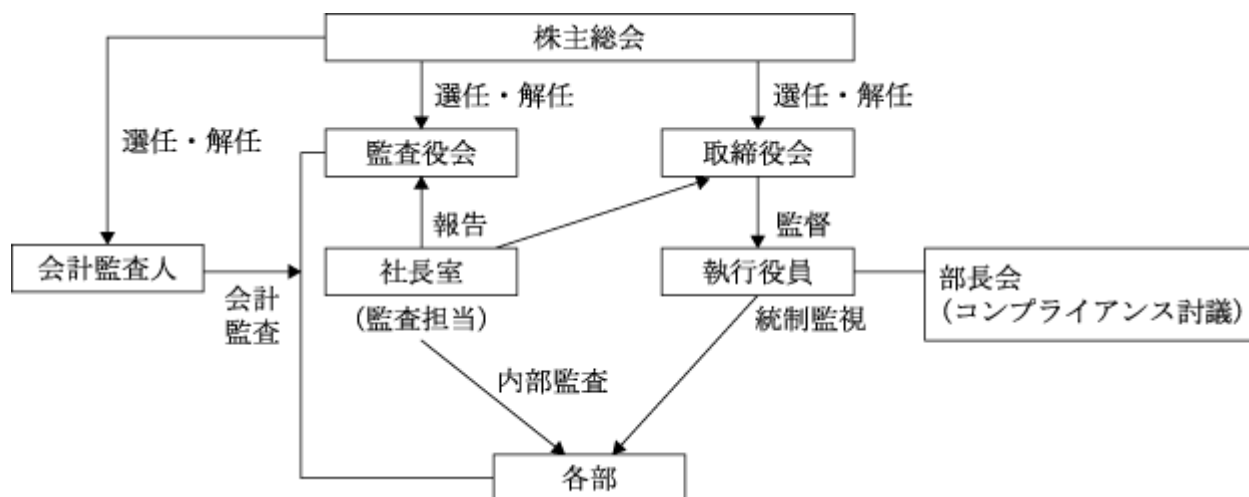 株主総会
選任・解任
選任・解任
選任・解任
監査役会
取締役会
報告
監督
会計監査人
社長室
執行役員
部長会
（コンプライアンス討議）
会計
監査
（監査担当）
統制監視
内部監査
各部